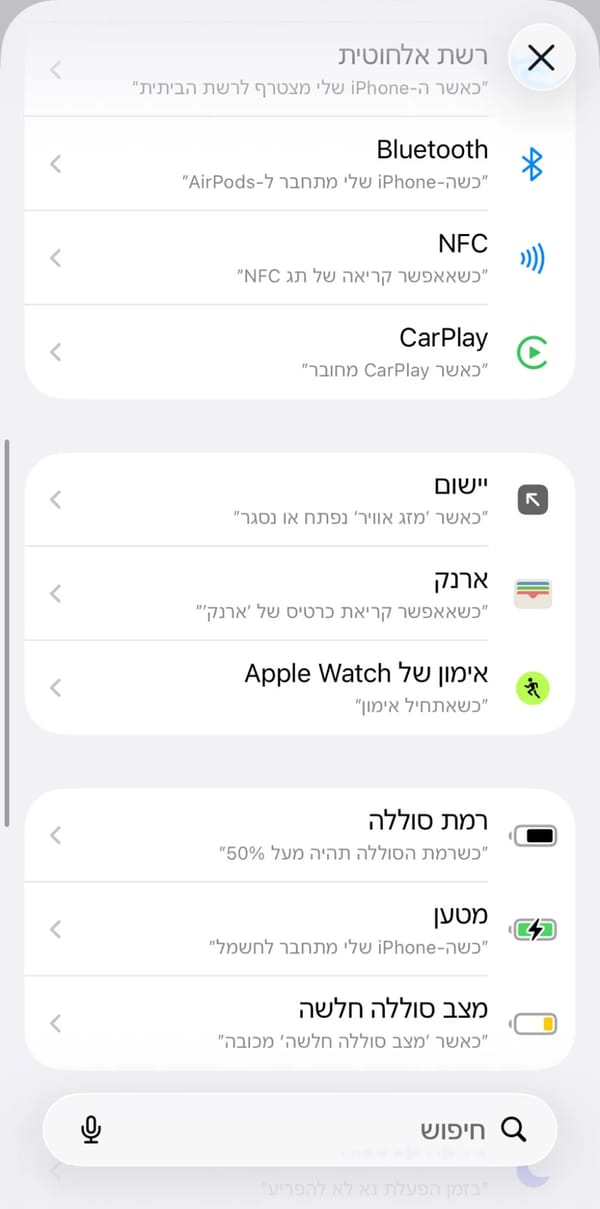 רשת אלחוטית
"כאשר ה-iPhone שלי מצטרף לרשת הביתית"
Bluetooth
"כשה-iPhone שלי מתחבר ל-AirPods"
NFC
"כשאאפשר קריאה של תג NFC"
CarPlay
"כאשר CarPlay מחובר"
יישום
"כאשר ׳מזג אוויר׳ נפתח או נסגר"
ארנק
"כשאאפשר קריאת כרטיס של ׳ארנק׳"
אימון של Apple Watch
"כשאתחיל אימון"
רמת סוללה
"כשרמת הסוללה תהיה מעל 50%"
מטען
"כשה-iPhone שלי מתחבר לחשמל"
מצב סוללה חלשה
"כאשר ׳מצב סוללה חלשה׳ מכובה"
חיפוש
"בזמן הפעלת נא לא להפריע"